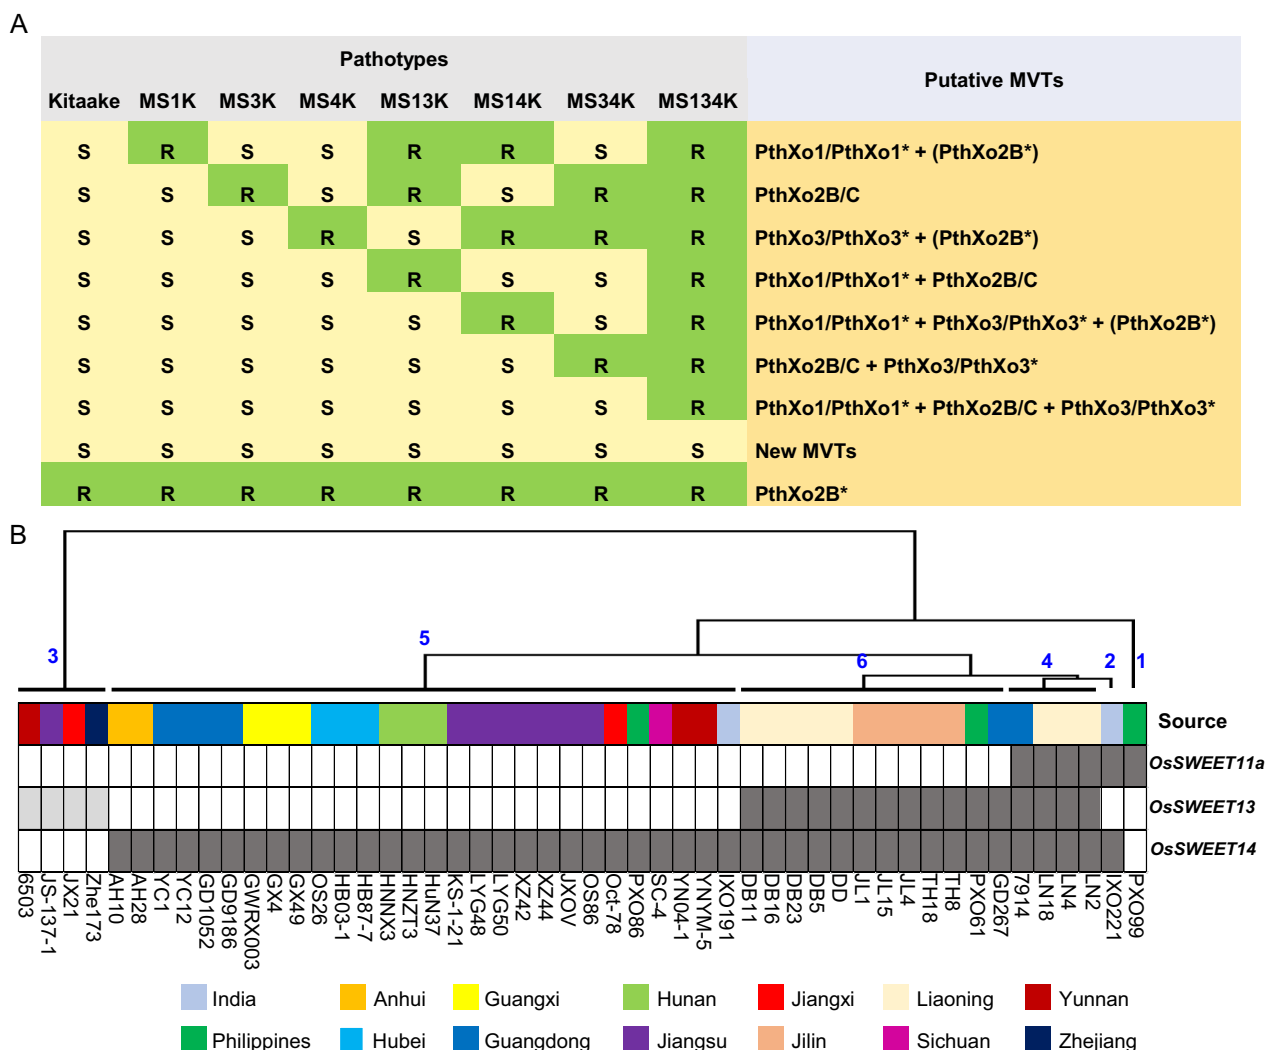 A
Pathotypes
Putative MVTs
Kitaake MS1K MS3K MS4K MS13K MS14K MS34K MS134K
S R S S R R S R PthXo1/PthXo1* + (PthXo2B*)
S S R S R S R R PthXo2B/C
S S S R S R R R PthXo3/PthXo3* + (PthXo2B*)
S S S S R S S R PthXo1/PthXo1* + PthXo2B/C
S S S S S R S R PthXo1/PthXo1* + PthXo3/PthXo3* + (PthXo2B*)
S S S S S S R R PthXo2B/C + PthXo3/PthXo3*
S S S S S S S R PthXo1/PthXo1* + PthXo2B/C + PthXo3/PthXo3*
S S S S S S S S New MVTs
R R R R R R R R PthXo2B*
B
3 5 6 4 2 1
Source
OsSWEET11a
OsSWEET13
OsSWEET14
6503
JS-137-1
JX21
Zhe173
AH10
AH28
YC1
YC12
GD1052
GD9186
GWRX003
GX4
GX49
OS26
HB03-1
HB87-7
HNNX3
HNZT3
HuN37
KS-1-21
LYG48
LYG50
XZ42
XZ44
JXOV
OS86
Oct-78
PXO86
SC-4
YN04-1
YNYM-5
IXO191
DB11
DB16
DB23
DB5
DD
JL1
JL15
JL4
TH18
TH8
PXO61
GD267
7914
LN18
LN4
LN2
IXO221
PXO99
India Anhui Guangxi Hunan Jiangxi Liaoning Yunnan
Philippines Hubei Guangdong Jiangsu Jilin Sichuan Zhejiang